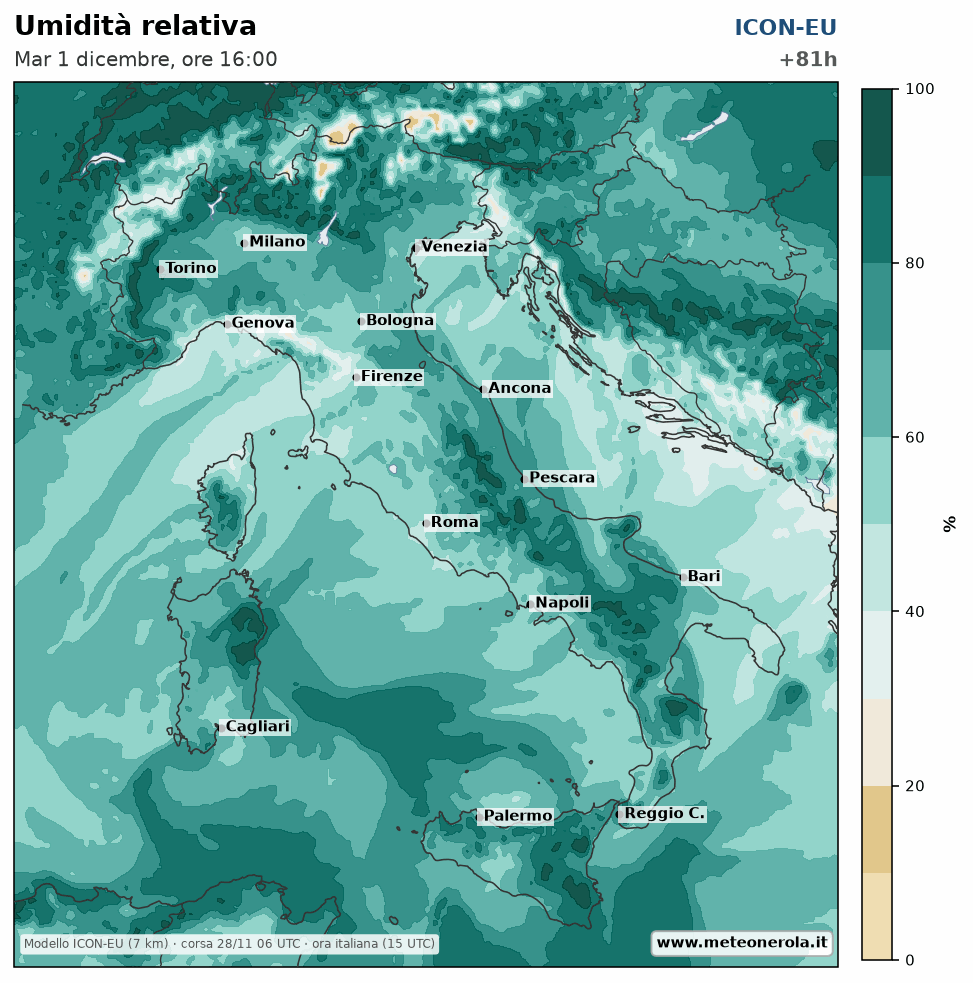 Umidità relativa
ICON-EU
Mar 1 dicembre, ore 16:00
+81h
100
80
60
40
20
0
%
Milano
Venezia
Torino
Genova
Bologna
Firenze
Ancona
Pescara
Roma
Bari
Napoli
Cagliari
Palermo
Reggio C.
Modello ICON-EU (7 km) · corsa 28/11 06 UTC · ora italiana (15 UTC)
www.meteonerola.it